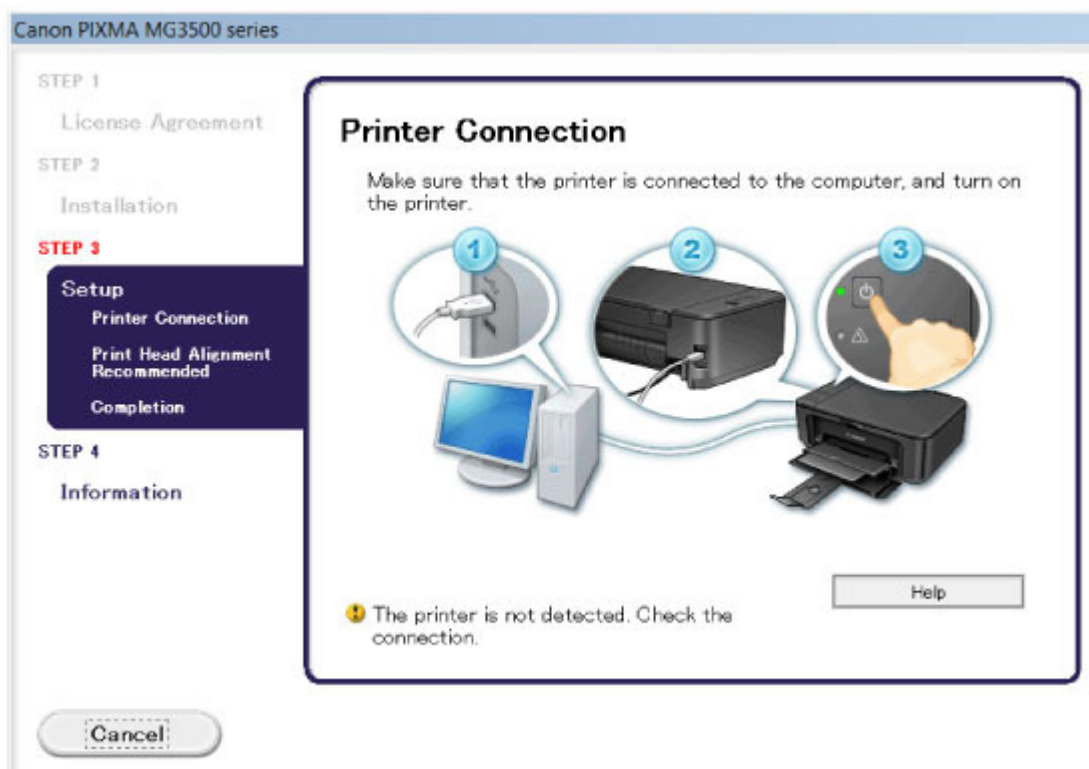 Canon PIXMA MG3500 series
STEP 1
License Agreement
STEP 2
Installation
STEP 3
Setup
Printer Connection
Print Head Alignment
Recommended
Completion
STEP 4
Information
Printer Connection
Make sure that the printer is connected to the computer, and turn on
the printer.
1
2
3
Help
The printer is not detected. Check the
connection.
Cancel